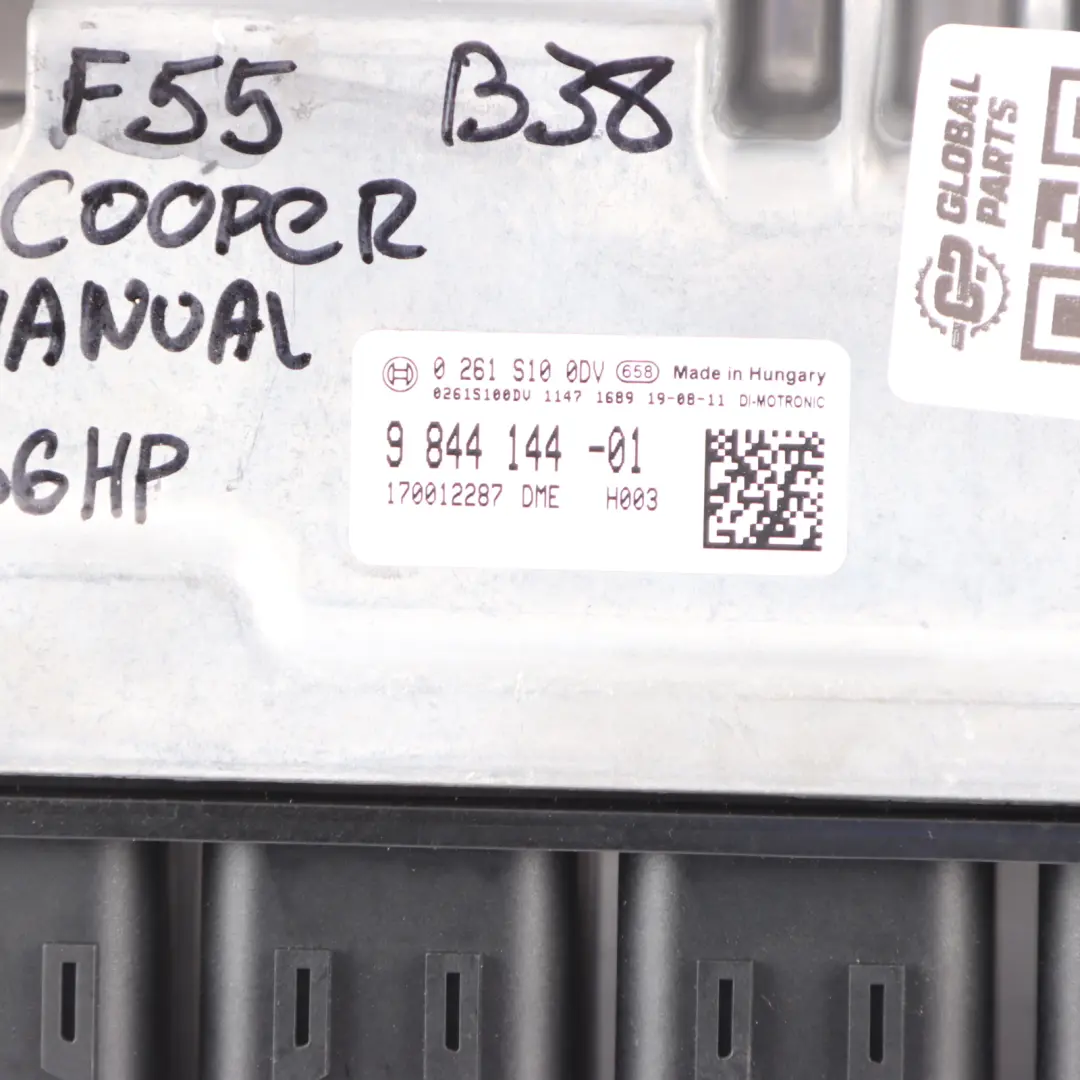 F55 B38
COOPER
MANUAL
6HP
0 261 S10 0DV 658 Made in Hungary
0261S100DV 1147 1689 19-08-11 DI-MOTRONIC
9 844 144 -01
170012287 DME H003
GLOBAL
PARTS